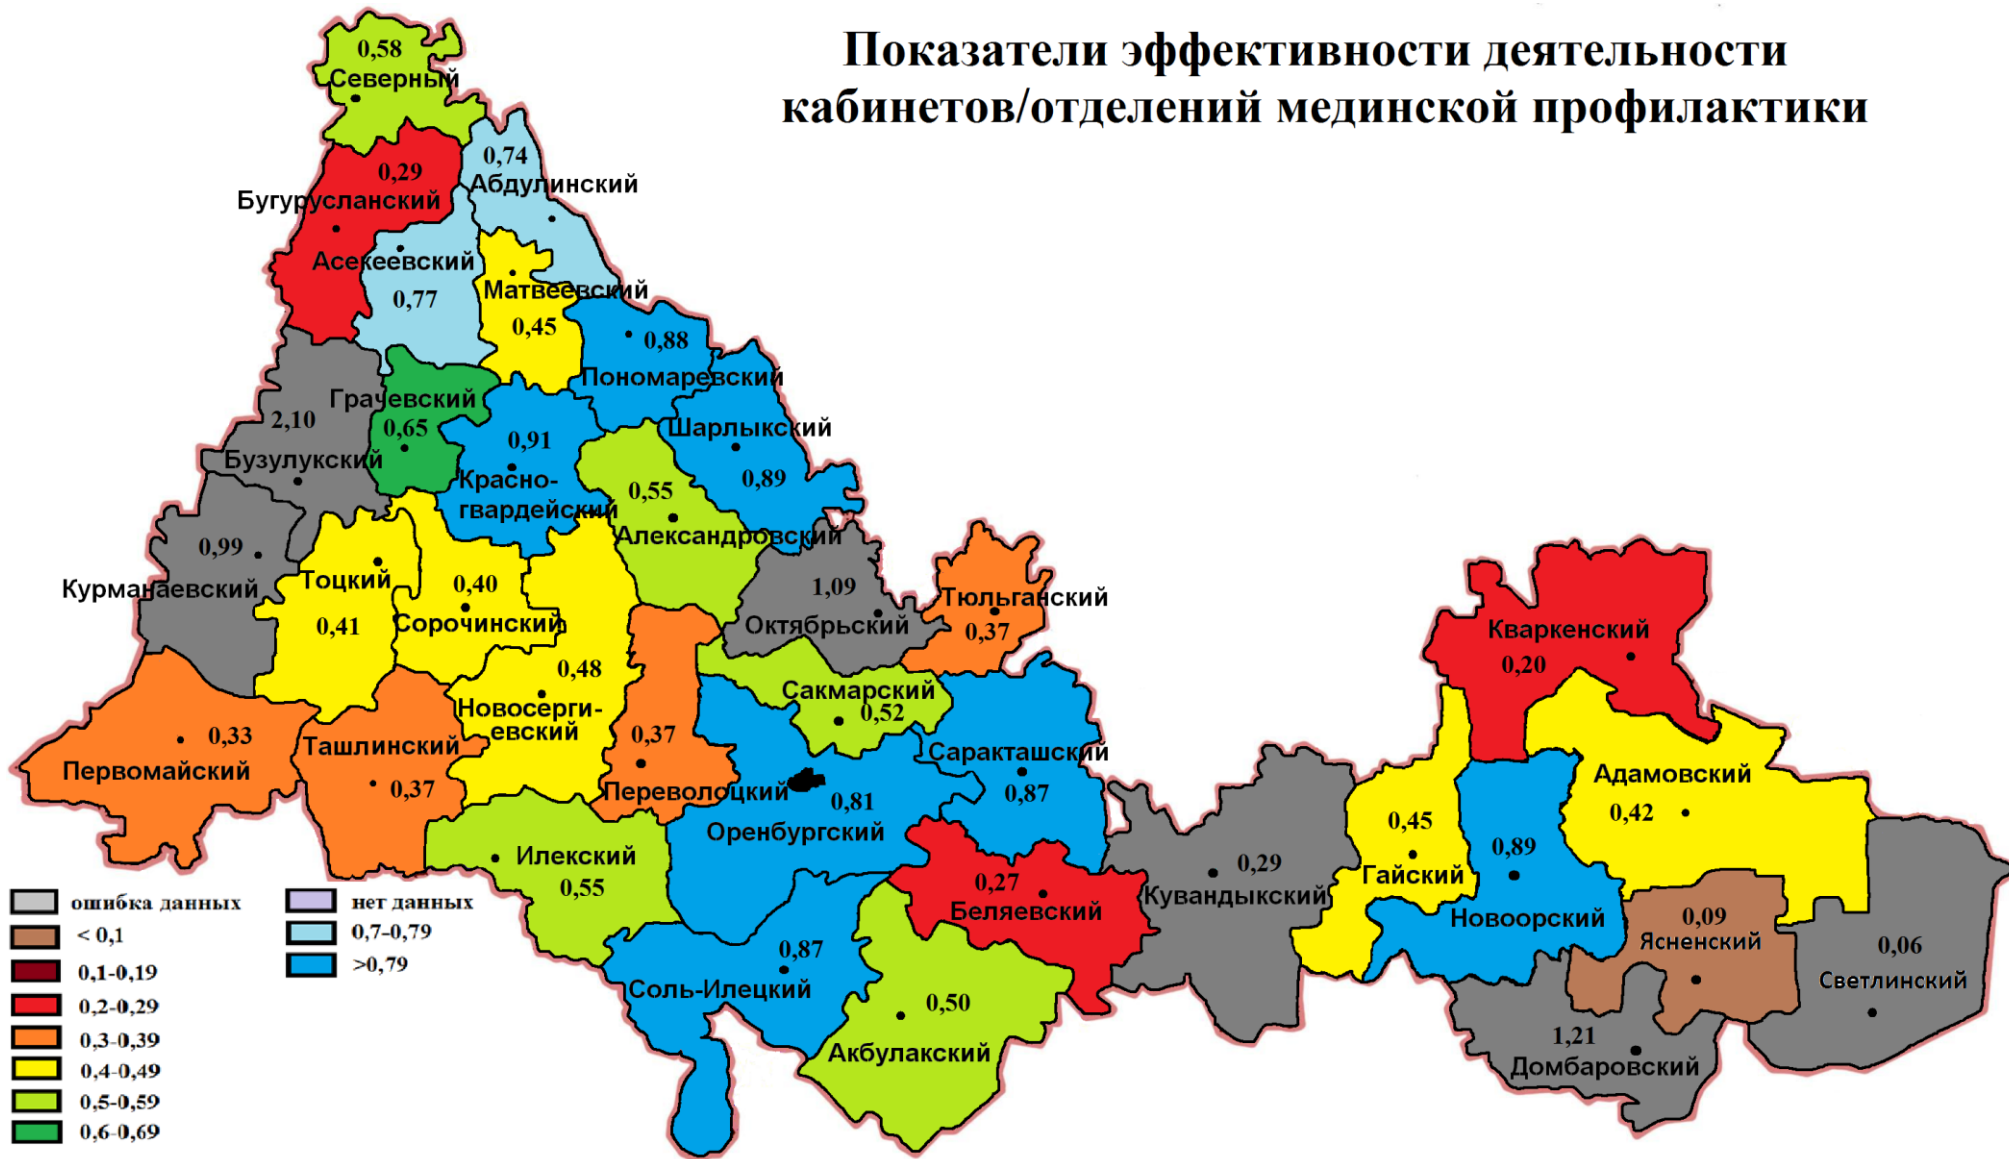 Показатели эффективности деятельности
кабинетов/отделений мединской профилактики
0,58
Северный
0,29
Бугурусланский
0,74
Абдулинский
Асекеевский
0,77
Матвеевский
0,45
0,88
Пономаревский
Грачевский
0,65
2,10
Бузулукский
0,91
Красно-
гвардейский
Шарлыкский
0,89
0,55
Александровский
0,99
Курманаевский
Тоцкий
0,41
0,40
Сорочинский
1,09
Октябрьский
Тюльганский
0,37
0,48
Новосерги-
евский
Сакмарский
0,52
0,33
Первомайский
Ташлинский
0,37
0,37
Переволоцкий
0,81
Оренбургский
Саракташский
0,87
Кваркенский
0,20
Адамовский
0,42
0,45
Гайский
0,89
Новоорский
Илекский
0,55
0,27
Беляевский
0,29
Кувандыкский
0,09
Ясненский
0,06
Светлинский
0,87
Соль-Илецкий
0,50
Акбулакский
1,21
Домбаровский
ошибка данных
< 0,1
0,1-0,19
0,2-0,29
0,3-0,39
0,4-0,49
0,5-0,59
0,6-0,69
нет данных
0,7-0,79
>0,79